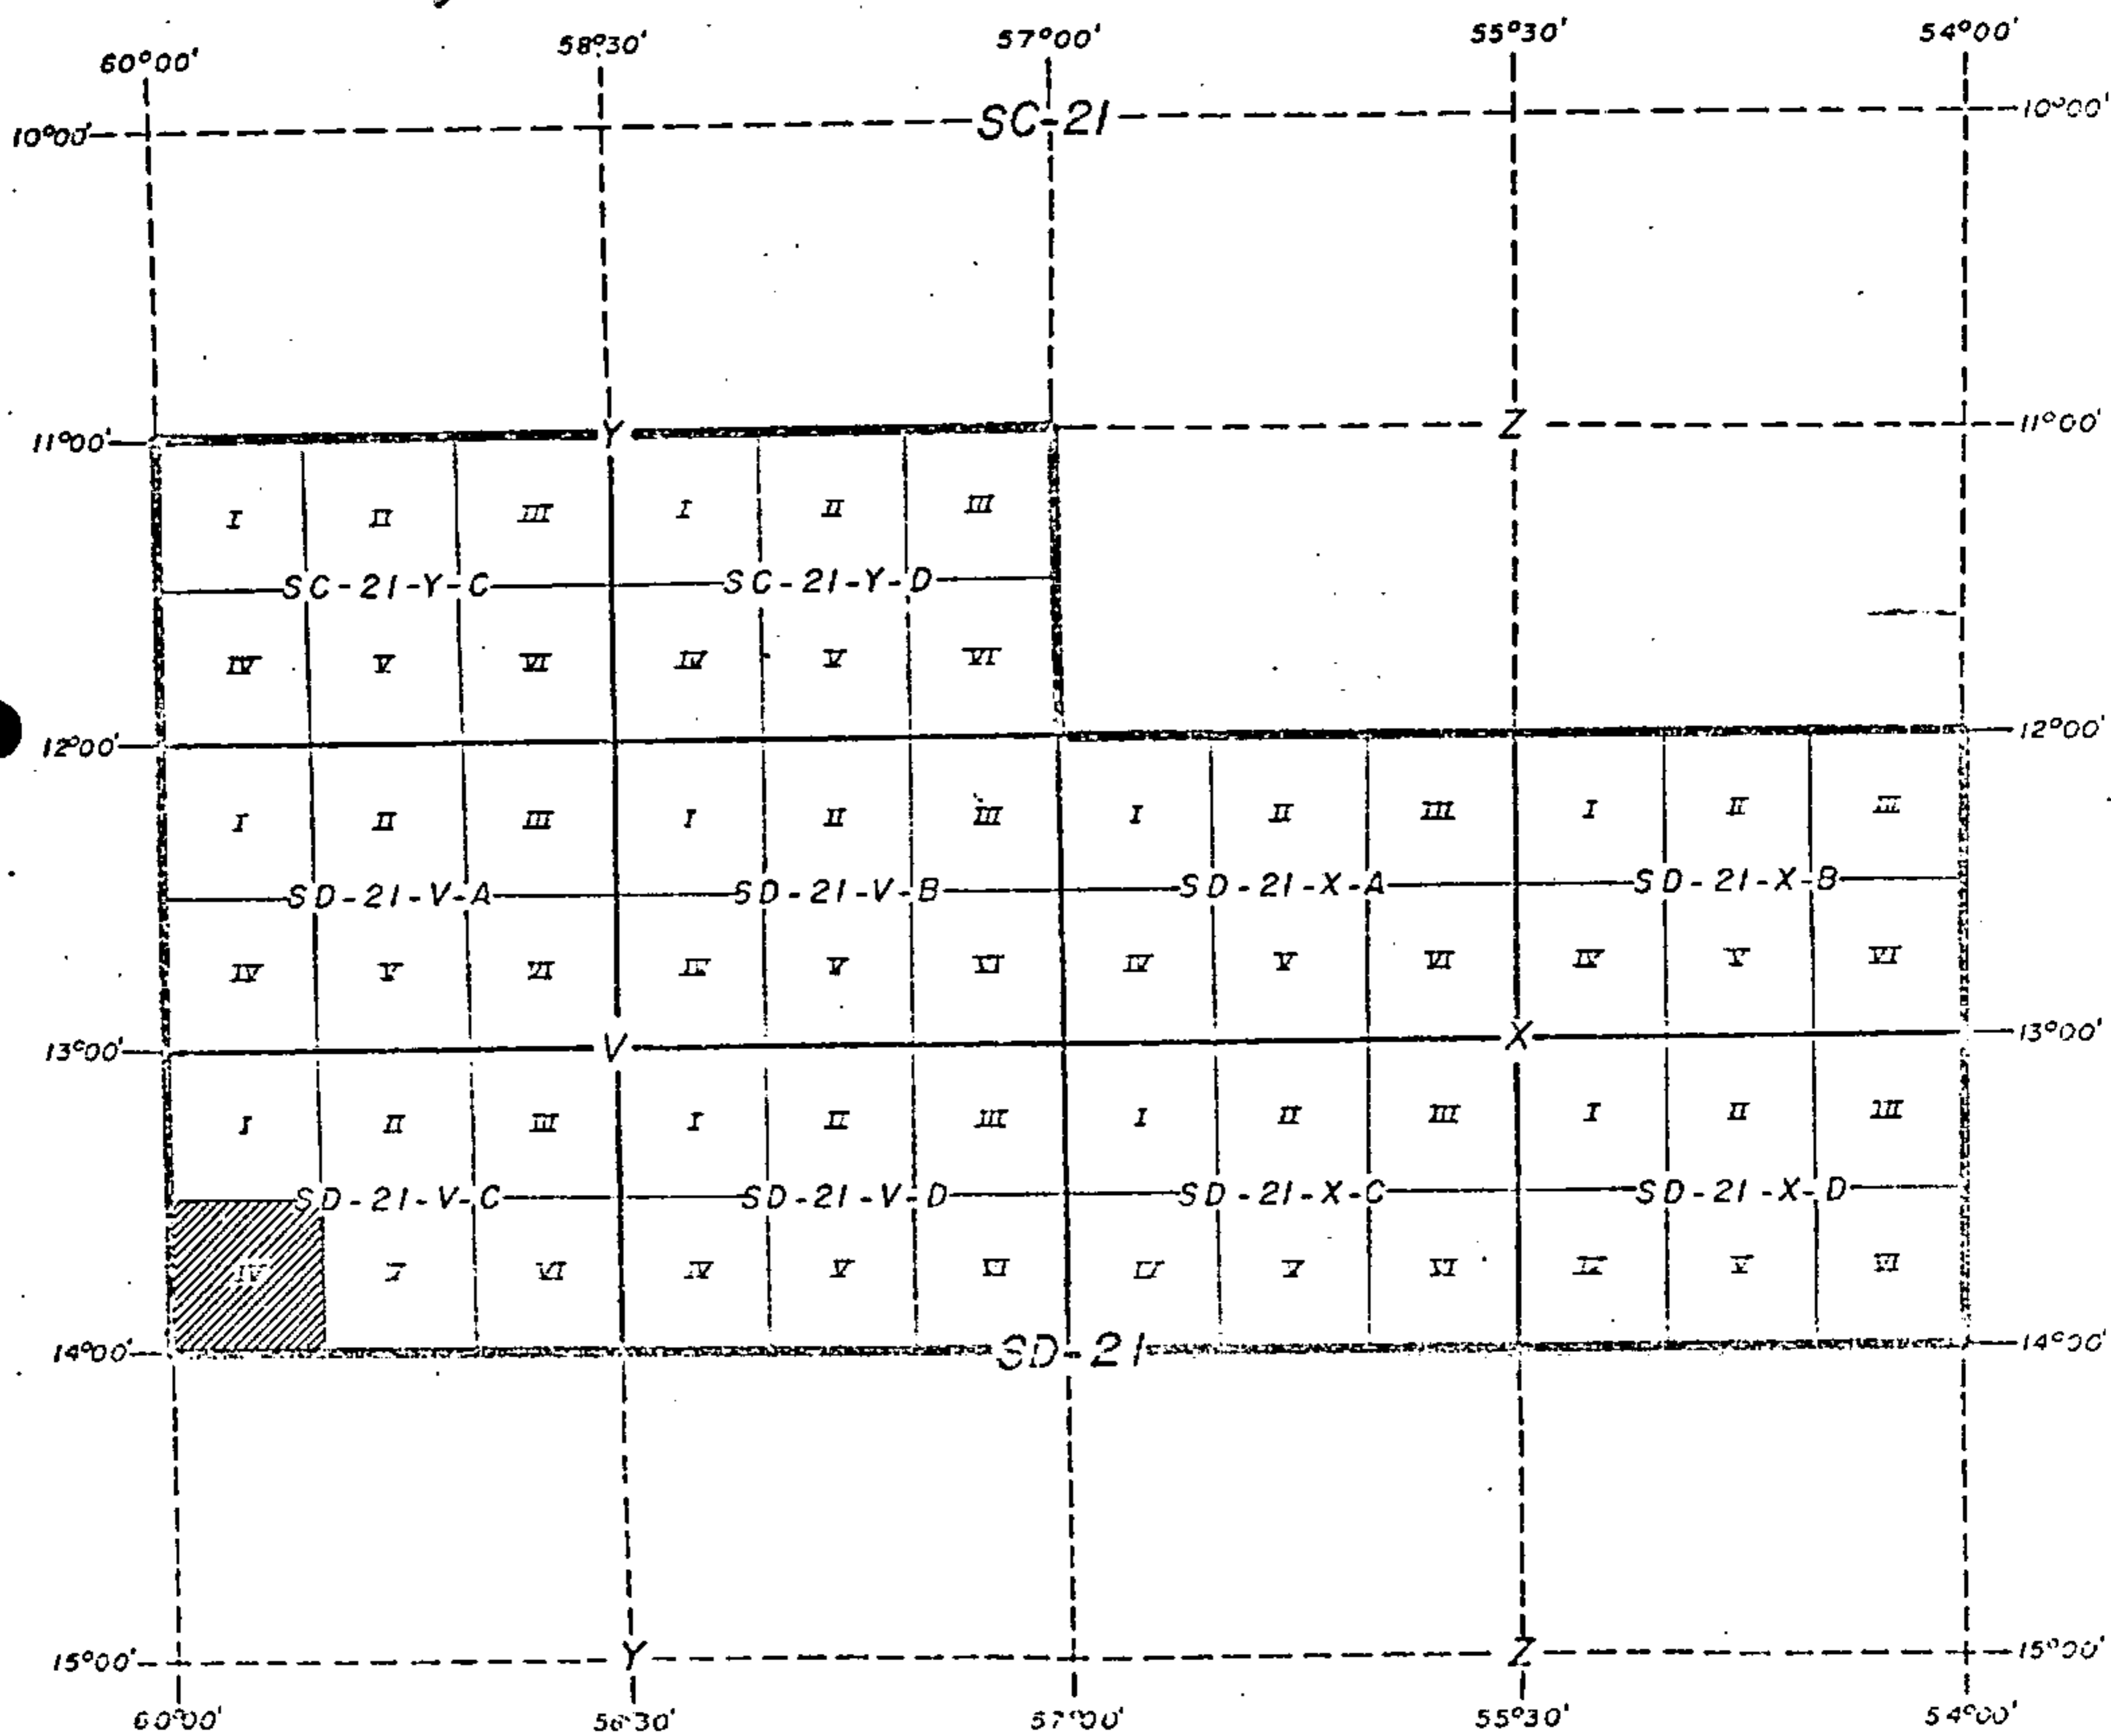 60°00' 58°30' 57°00' 55°30' 54°00'
10°00' SC-21 10°00'
11°00' Y Z 11°00'
I II III I II III
SC-21-Y-C SC-21-Y-D
IV V VI IV V VI
12°00' 12°00'
I II III I II III I II III I II III
SD-21-V-A SD-21-V-B SD-21-X-A SD-21-X-B
IV V VI IV V VI IV V VI IV V VI
13°00' V X 13°00'
I II III I II III I II III I II III
SD-21-V-C SD-21-V-D SD-21-X-C SD-21-X-D
IV V VI IV V VI IV V VI IV V VI
14°00' SD-21 14°00'
15°00' Y Z 15°00'
60°00' 58°30' 57°00' 55°30' 54°00'